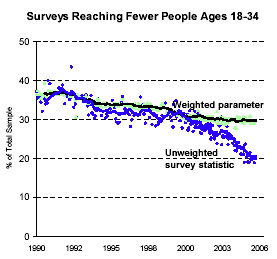 Surveys Reaching Fewer People Ages 18-34
50
40
30
20
10
0
% of Total Sample
Weighted parameter
Unweighted
survey statistic
1990 1992 1995 1998 2000 2003 2006